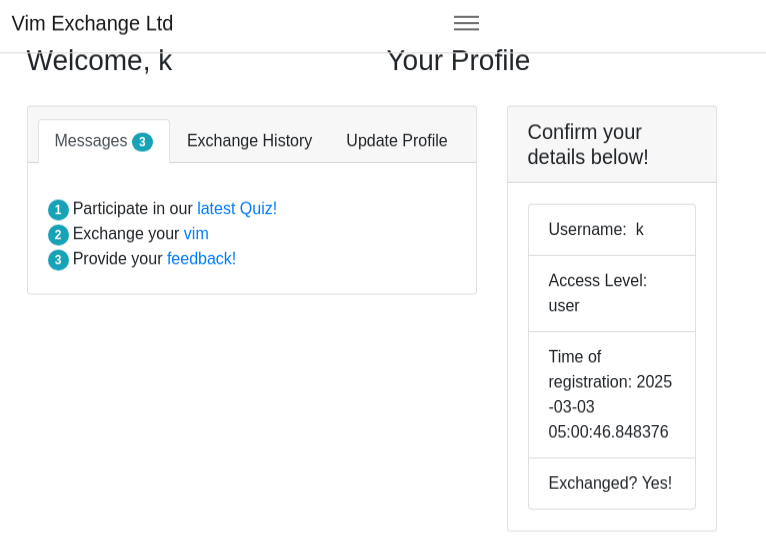 Vim Exchange Ltd
Welcome, k
Your Profile
Messages 3
Exchange History
Update Profile
1 Participate in our latest Quiz!
2 Exchange your vim
3 Provide your feedback!
Confirm your
details below!
Username: k
Access Level:
user
Time of
registration: 2025
-03-03
05:00:46.848376
Exchanged? Yes!